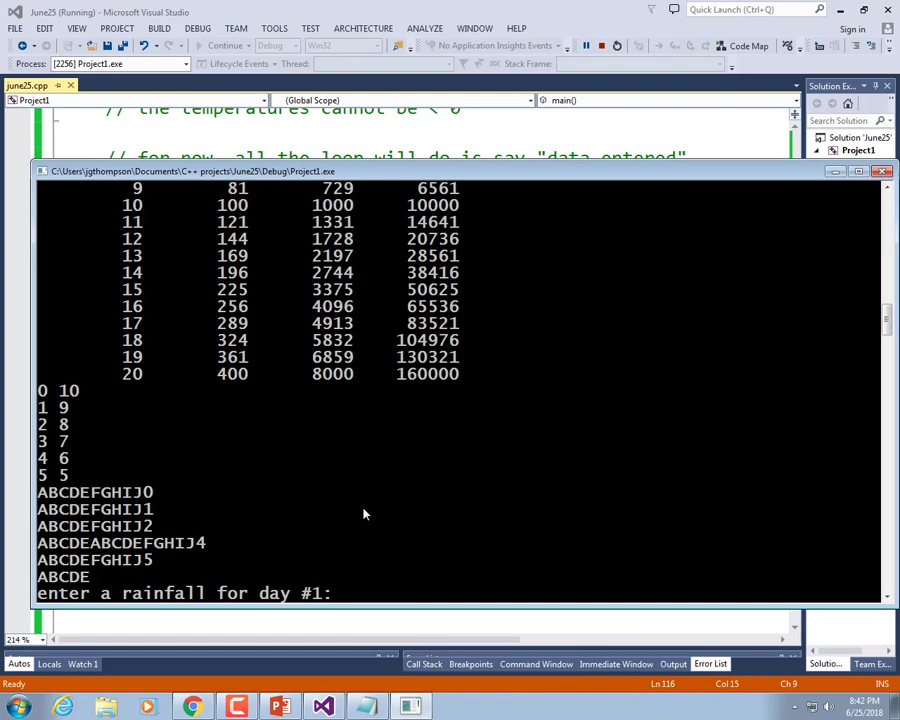 June25 (Running) - Microsoft Visual Studio
Quick Launch (Ctrl+Q)
FILE EDIT VIEW PROJECT BUILD DEBUG TEAM TOOLS TEST ARCHITECTURE ANALYZE WINDOW HELP
Sign in
Continue Debug Win32 No Application Insights Events Code Map
Process: [2256] Project1.exe Lifecycle Events Thread: Stack Frame:
june25.cpp
Solution Ex...
Project1 (Global Scope) main()
// the temperatures cannot be < 0
Search Solution
Solution 'June25'
Project1
// for now, all the loop will do is say "data entered"
C:\Users\jgthompson\Documents\C++ projects\June25\Debug\Project1.exe
9 81 729 6561
10 100 1000 10000
11 121 1331 14641
12 144 1728 20736
13 169 2197 28561
14 196 2744 38416
15 225 3375 50625
16 256 4096 65536
17 289 4913 83521
18 324 5832 104976
19 361 6859 130321
20 400 8000 160000
0 10
1 9
2 8
3 7
4 6
5 5
ABCDEFGHIJ0
ABCDEFGHIJ1
ABCDEFGHIJ2
ABCDEABCDEFGHIJ4
ABCDEFGHIJ5
ABCDE
enter a rainfall for day #1:
214 %
Autos Locals Watch 1 Call Stack Breakpoints Command Window Immediate Window Output Error List Solutio... Team Ex...
Ready Ln 116 Col 15 Ch 9 INS
8:42 PM
6/25/2018